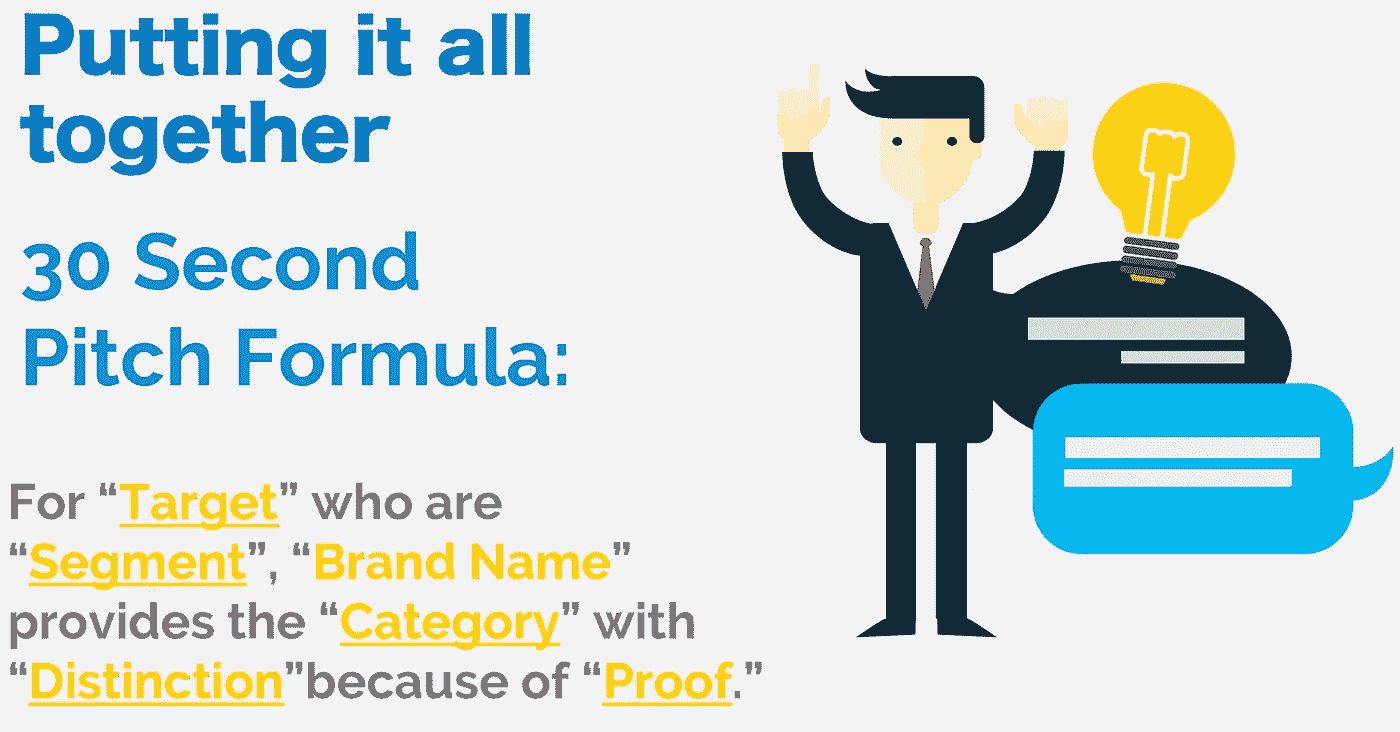 Putting it all
together
30 Second
Pitch Formula:
For “Target” who are
“Segment”, “Brand Name”
provides the “Category” with
“Distinction”because of “Proof.”